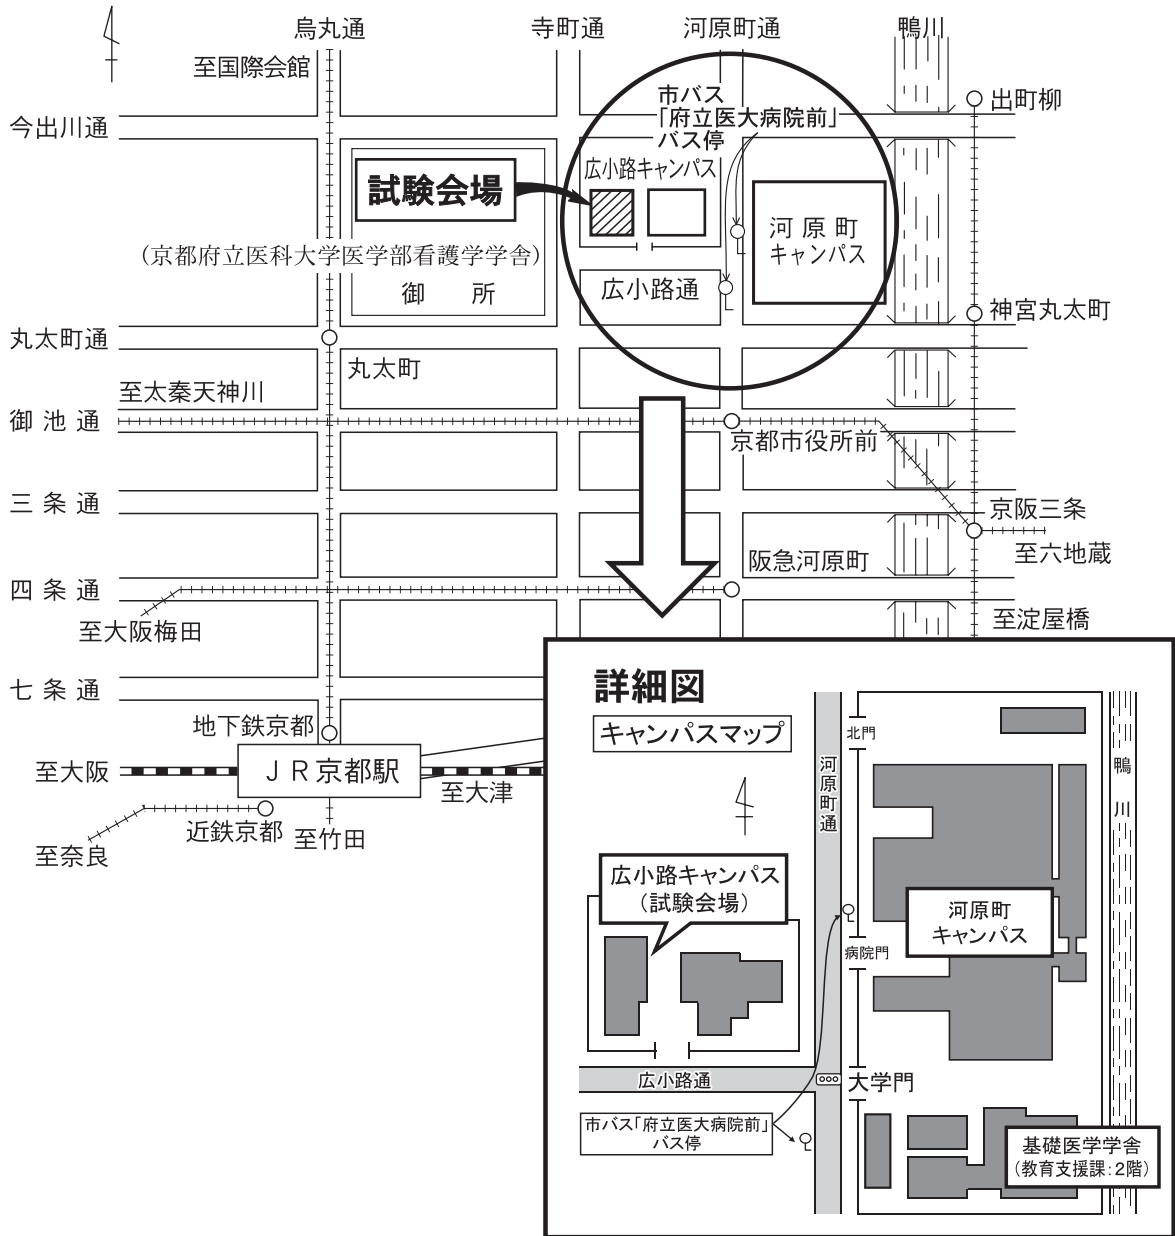 烏丸通
寺町通
河原町通
鴨川
至国際会館
市バス
「府立医大病院前」
バス停
出町柳
今出川通
広小路キャンパス
試験会場
河原町
キャンパス
(京都府立医科大学医学部看護学学舎)
御所
広小路通
神宮丸太町
丸太町通
丸太町
至太秦天神川
御池通
京都市役所前
三条通
京阪三条
至六地蔵
阪急河原町
四条通
至淀屋橋
至大阪梅田
七条通
地下鉄京都
至大阪
JR京都駅
至大津
近鉄京都
至竹田
至奈良
詳細図
キャンパスマップ
北門
河原町通
鴨川
広小路キャンパス
(試験会場)
河原町
キャンパス
病院門
広小路通
大学門
市バス「府立医大病院前」
バス停
基礎医学学舎
(教育支援課:2階)